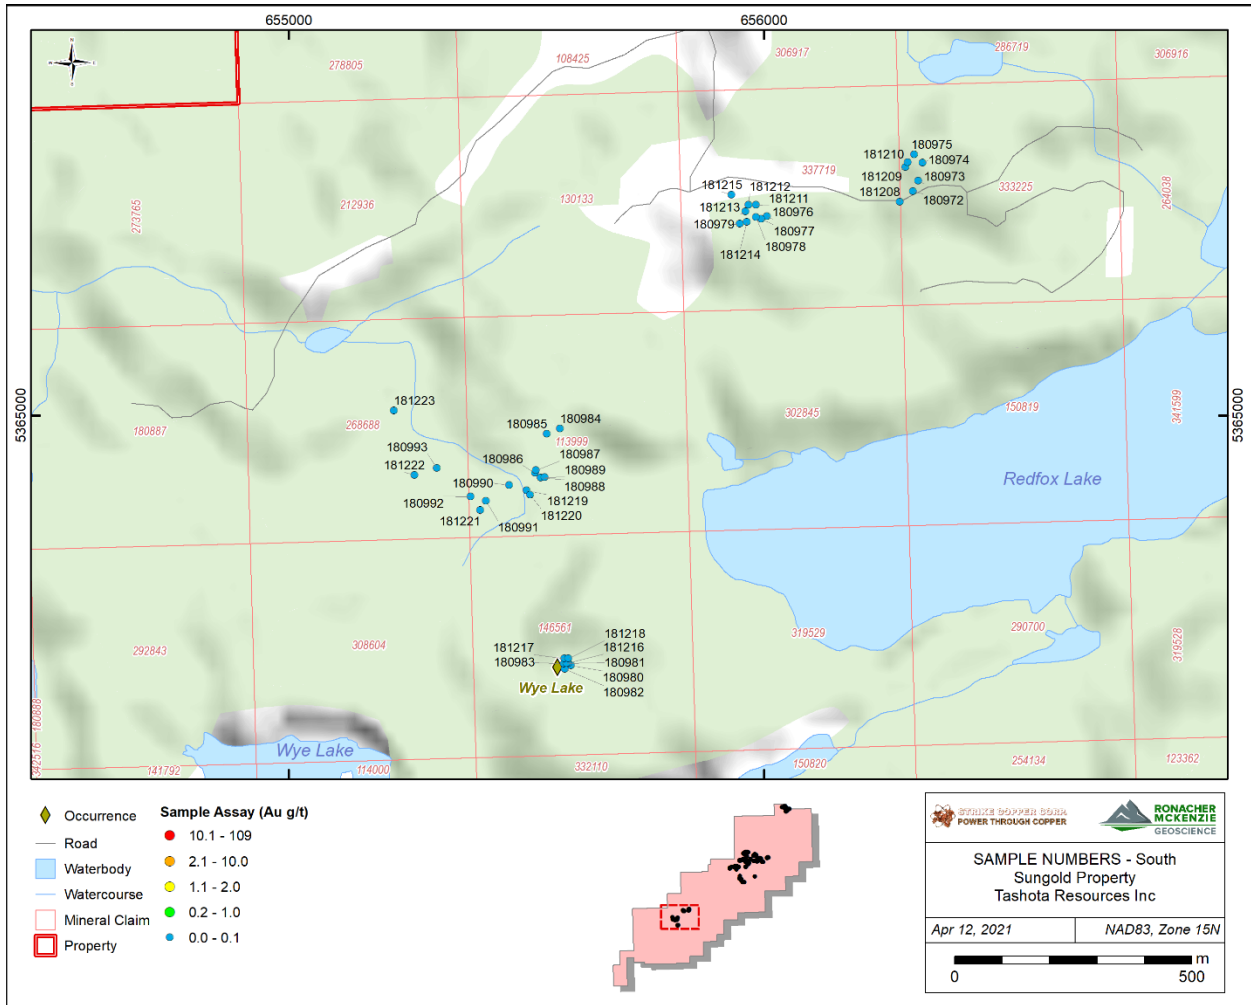 655000
656000
N
W
E
S
306917
286719
306916
108425
278805
180975
181210
180974
337719
181209
180973
333225
181215
181212
181208
264038
130133
181211
180972
212936
181213
180976
273765
180979
180977
180978
181214
5365000
5365000
181223
302845
150819
341599
180985
180984
268688
180887
113999
180993
180986
180987
181222
180989
180990
180988
Redfox Lake
180992
181219
181221
180991
181220
146561
319529
290700
181218
181217
181216
292843
308604
180983
180981
319528
180980
Wye Lake
180982
342516
180888
Wye Lake
141792
114000
332110
150820
254134
123362
Occurrence
Road
Waterbody
Watercourse
Mineral Claim
Property
Sample Assay (Au g/t)
10.1 - 109
2.1 - 10.0
1.1 - 2.0
0.2 - 1.0
0.0 - 0.1
STRIKE COPPER CORP.
POWER THROUGH COPPER
RONACHER
MCKENZIE
GEOSCIENCE
SAMPLE NUMBERS - South
Sungold Property
Tashota Resources Inc
Apr 12, 2021
NAD83, Zone 15N
m
0
500